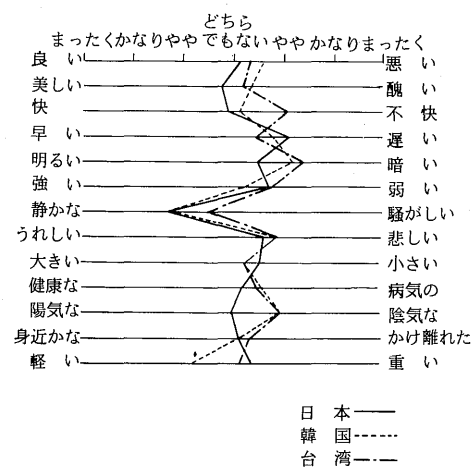 どちら
まったくかなりやや でもない やや かなりまったく
良 い 悪 い
美しい 醜 い
快 不 快
早 い 遅 い
明るい 暗 い
強 い 弱 い
静かな 騒がしい
うれしい 悲しい
大きい 小さい
健康な 病気の
陽気な 陰気な
身近かな かけ離れた
軽 い 重 い
日 本
韓 国
台 湾